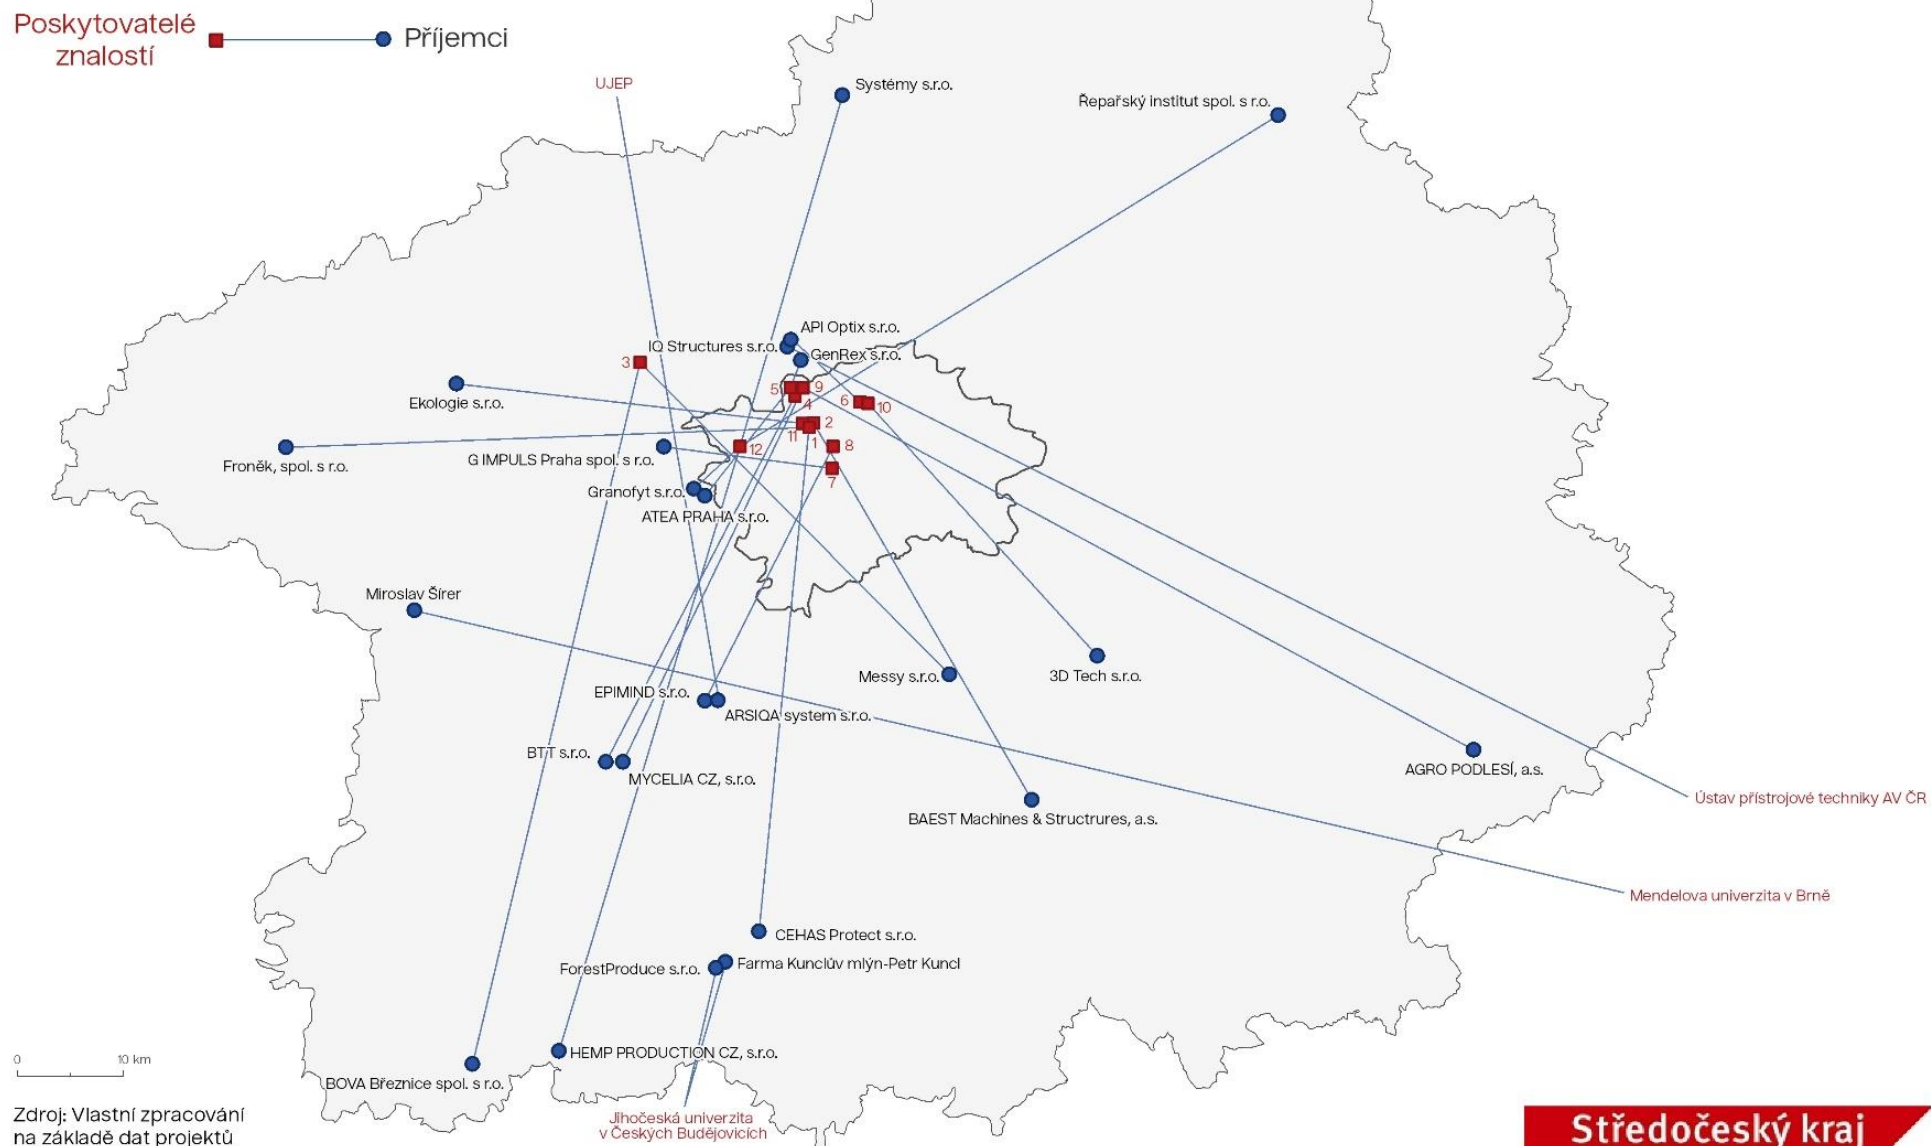 Poskytovatelé
znalostí
Příjemci
UJEP
Systémy s.r.o.
Řepařský institut spol. s r.o.
API Optix s.r.o.
IQ Structures s.r.o.
GenRex s.r.o.
3
5
9
4
6
10
Ekologie s.r.o.
2
11
1
8
12
Froněk, spol. s r.o.
G IMPULS Praha spol. s r.o.
7
Granofyt s.r.o.
ATEA PRAHA s.r.o.
Miroslav Šírer
Messy s.r.o.
3D Tech s.r.o.
EPIMIND s.r.o.
ARSIQA system s.r.o.
BTT s.r.o.
MYCELIA CZ, s.r.o.
AGRO PODLESÍ, a.s.
Ústav přístrojové techniky AV ČR
BAEST Machines & Structrures, a.s.
Mendelova univerzita v Brně
CEHAS Protect s.r.o.
Farma Kunclův mlýn-Petr Kuncl
ForestProduce s.r.o.
HEMP PRODUCTION CZ, s.r.o.
0 10 km
BOVA Březnice spol. s r.o.
Zdroj: Vlastní zpracování
na základě dat projektů
Jihočeská univerzita
v Českých Budějovicích
Středočeský kraj